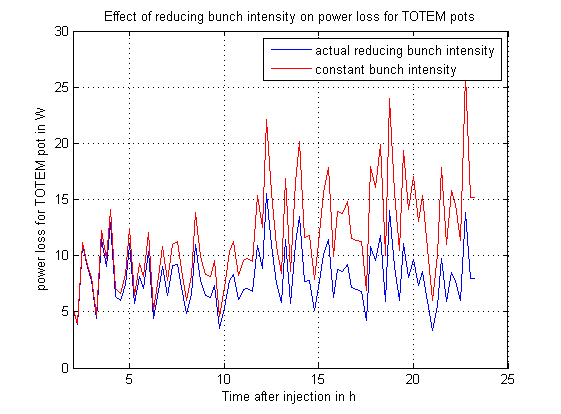 Effect of reducing bunch intensity on power loss for TOTEM pots
30
25
20
15
10
5
0
power loss for TOTEM pot in W
actual reducing bunch intensity
constant bunch intensity
5
10
15
20
25
Time after injection in h